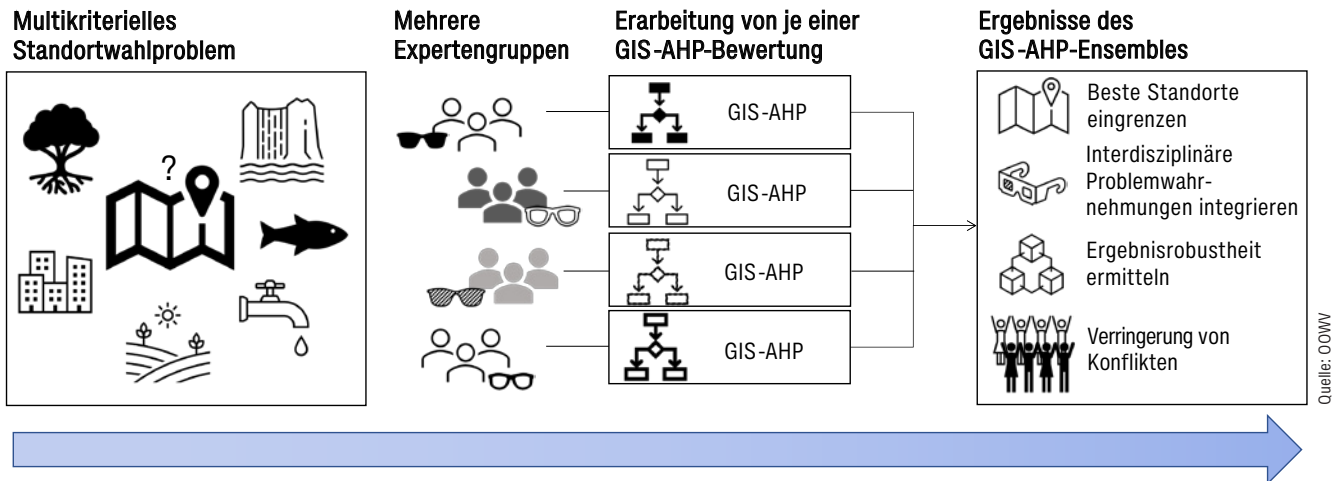 Multikriterielles
Standortwahlproblem
?
Mehrere
Expertengruppen
Erarbeitung von je einer
GIS-AHP-Bewertung
GIS-AHP
GIS-AHP
GIS-AHP
GIS-AHP
Ergebnisse des
GIS-AHP-Ensembles
Beste Standorte
eingrenzen
Interdisziplinäre
Problemwahr-
nehmungen integrieren
Ergebnisrobustheit
ermitteln
Verringerung von
Konflikten
Quelle: OOWV